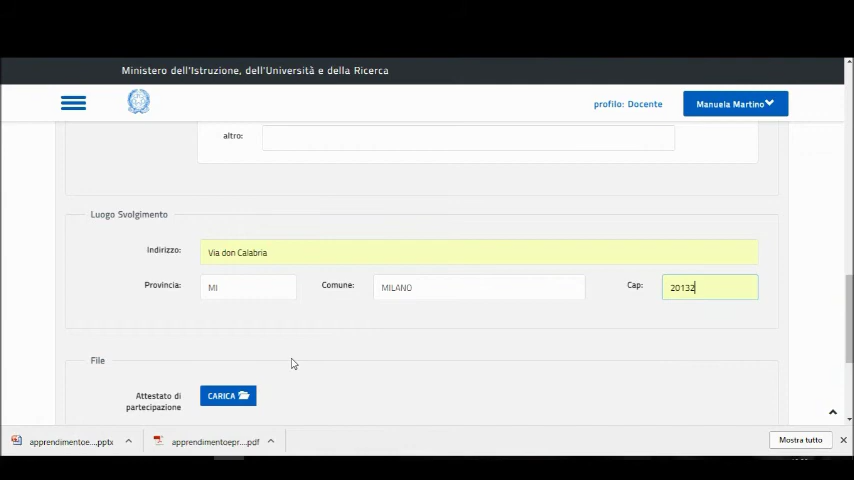 Ministero dell'Istruzione, dell'Università e della Ricerca
profilo: Docente
Manuela Martino
altro:
Luogo Svolgimento
Indirizzo:
Via don Calabria
Provincia:
MI
Comune:
MILANO
Cap:
20132
File
Attestato di
partecipazione
CARICA
apprendimentoe....pptx
apprendimentoepr....pdf
Mostra tutto